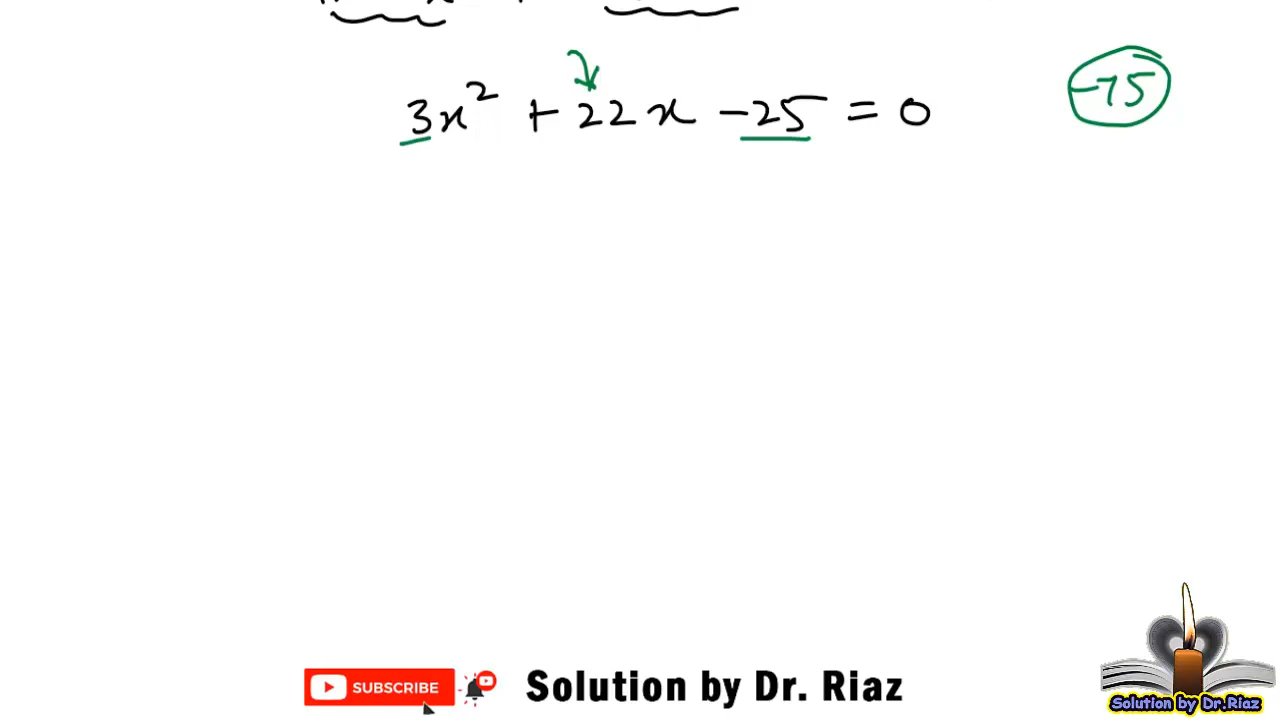 3x² + 22x - 25 = 0
-75
SUBSCRIBE
Solution by Dr. Riaz
Solution by Dr.Riaz